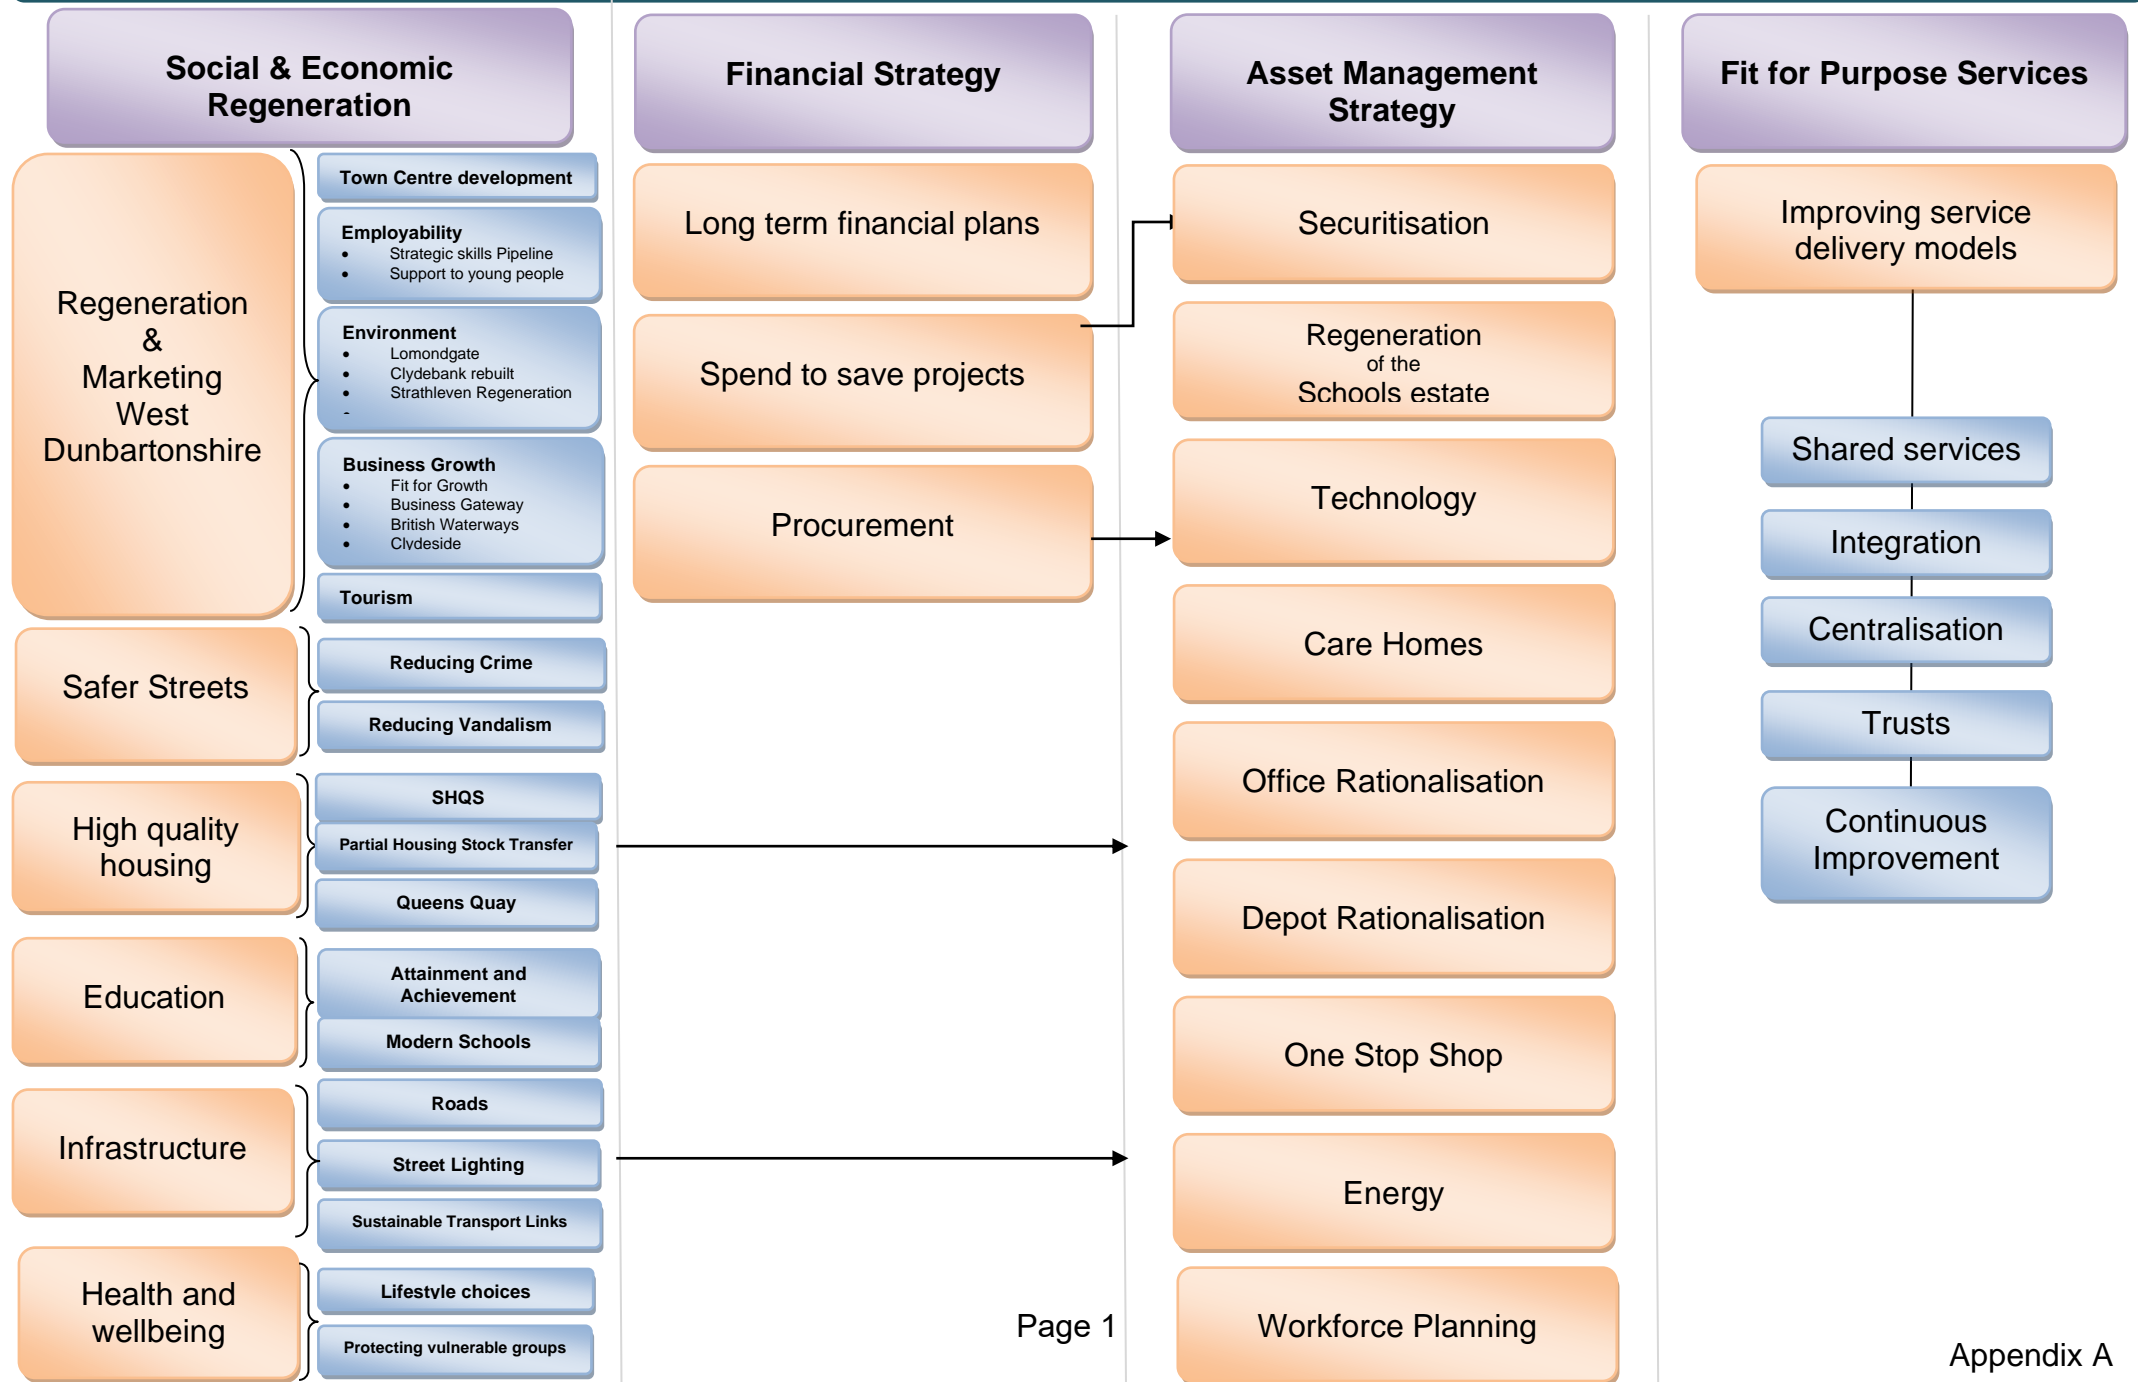 Social & Economic
Regeneration
Regeneration
&
Marketing
West
Dunbartonshire
Town Centre development
Employability
• Strategic skills Pipeline
• Support to young people
Environment
• Lomondgate
• Clydebank rebuilt
• Strathleven Regeneration
•
Business Growth
• Fit for Growth
• Business Gateway
• British Waterways
• Clydeside
Tourism
Safer Streets
Reducing Crime
Reducing Vandalism
High quality
housing
SHQS
Partial Housing Stock Transfer
Queens Quay
Education
Attainment and
Achievement
Modern Schools
Infrastructure
Roads
Street Lighting
Sustainable Transport Links
Health and
wellbeing
Lifestyle choices
Protecting vulnerable groups
Financial Strategy
Long term financial plans
Spend to save projects
Procurement
Asset Management
Strategy
Securitisation
Regeneration
of the
Schools estate
Technology
Care Homes
Office Rationalisation
Depot Rationalisation
One Stop Shop
Energy
Workforce Planning
Fit for Purpose Services
Improving service
delivery models
Shared services
Integration
Centralisation
Trusts
Continuous
Improvement
Page 1
Appendix A